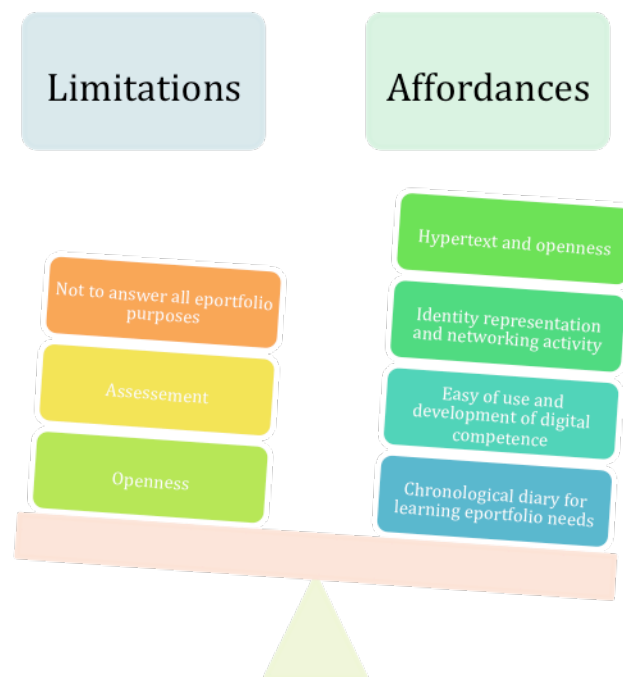 Limitations
Affordances
Not to answer all eportfolio
purposes
Assessement
Openness
Hypertext and openness
Identity representation
and networking activity
Easy of use and
development of digital
competence
Chronological diary for
learning eportfolio needs